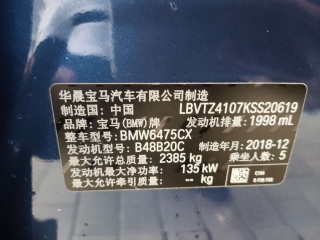 华晨宝马汽车有限公司制造
制造国：中国 LBVTZ4107KSS20619
品牌：宝马(BMW)牌 发动机排量：1998 mL
整车型号：BMW6475CX
发动机型号：B48B20C 制造年月：2018-12
最大允许总质量：2385 kg 乘坐人数：5
发动机最大净功率：135 kW
最大允许牵引质量：-- kg